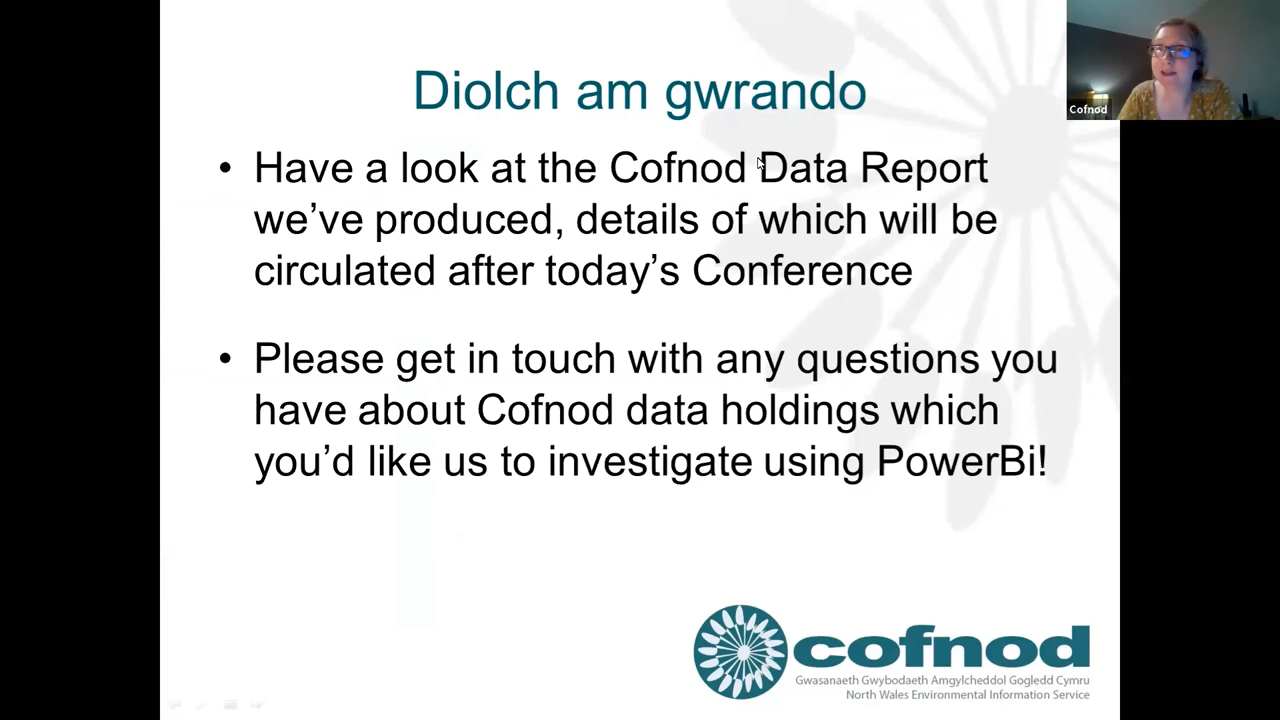 Diolch am gwrando
• Have a look at the Cofnod Data Report
we've produced, details of which will be
circulated after today's Conference
• Please get in touch with any questions you
have about Cofnod data holdings which
you'd like us to investigate using PowerBi!
Cofnod
cofnod
Gwasanaeth Gwybodaeth Amgylcheddol Gogledd Cymru
North Wales Environmental Information Service